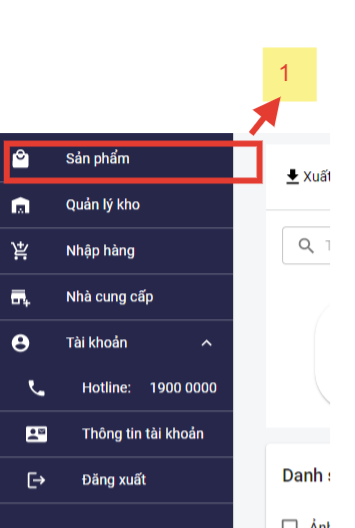 1
Sản phẩm
Xuất
Quản lý kho
Nhập hàng
Nhà cung cấp
Tài khoản
Hotline: 1900 0000
Thông tin tài khoản
Đăng xuất
Danh